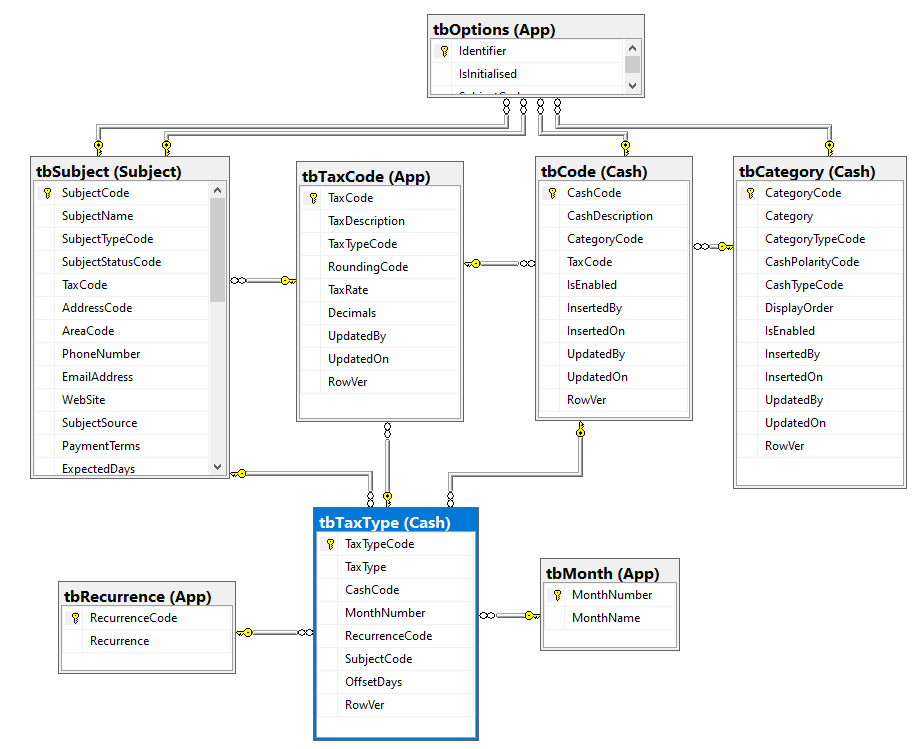 tbOptions (App)
Identifier
IsInitialised
tbSubject (Subject)
SubjectCode
SubjectName
SubjectTypeCode
SubjectStatusCode
TaxCode
AddressCode
AreaCode
PhoneNumber
EmailAddress
WebSite
SubjectSource
PaymentTerms
ExpectedDays
tbTaxCode (App)
TaxCode
TaxDescription
TaxTypeCode
RoundingCode
TaxRate
Decimals
UpdatedBy
UpdatedOn
RowVer
tbCode (Cash)
CashCode
CashDescription
CategoryCode
TaxCode
IsEnabled
InsertedBy
InsertedOn
UpdatedBy
UpdatedOn
RowVer
tbCategory (Cash)
CategoryCode
Category
CategoryTypeCode
CashPolarityCode
CashTypeCode
DisplayOrder
IsEnabled
InsertedBy
InsertedOn
UpdatedBy
UpdatedOn
RowVer
tbTaxType (Cash)
TaxTypeCode
TaxType
CashCode
MonthNumber
RecurrenceCode
SubjectCode
OffsetDays
RowVer
tbRecurrence (App)
RecurrenceCode
Recurrence
tbMonth (App)
MonthNumber
MonthName